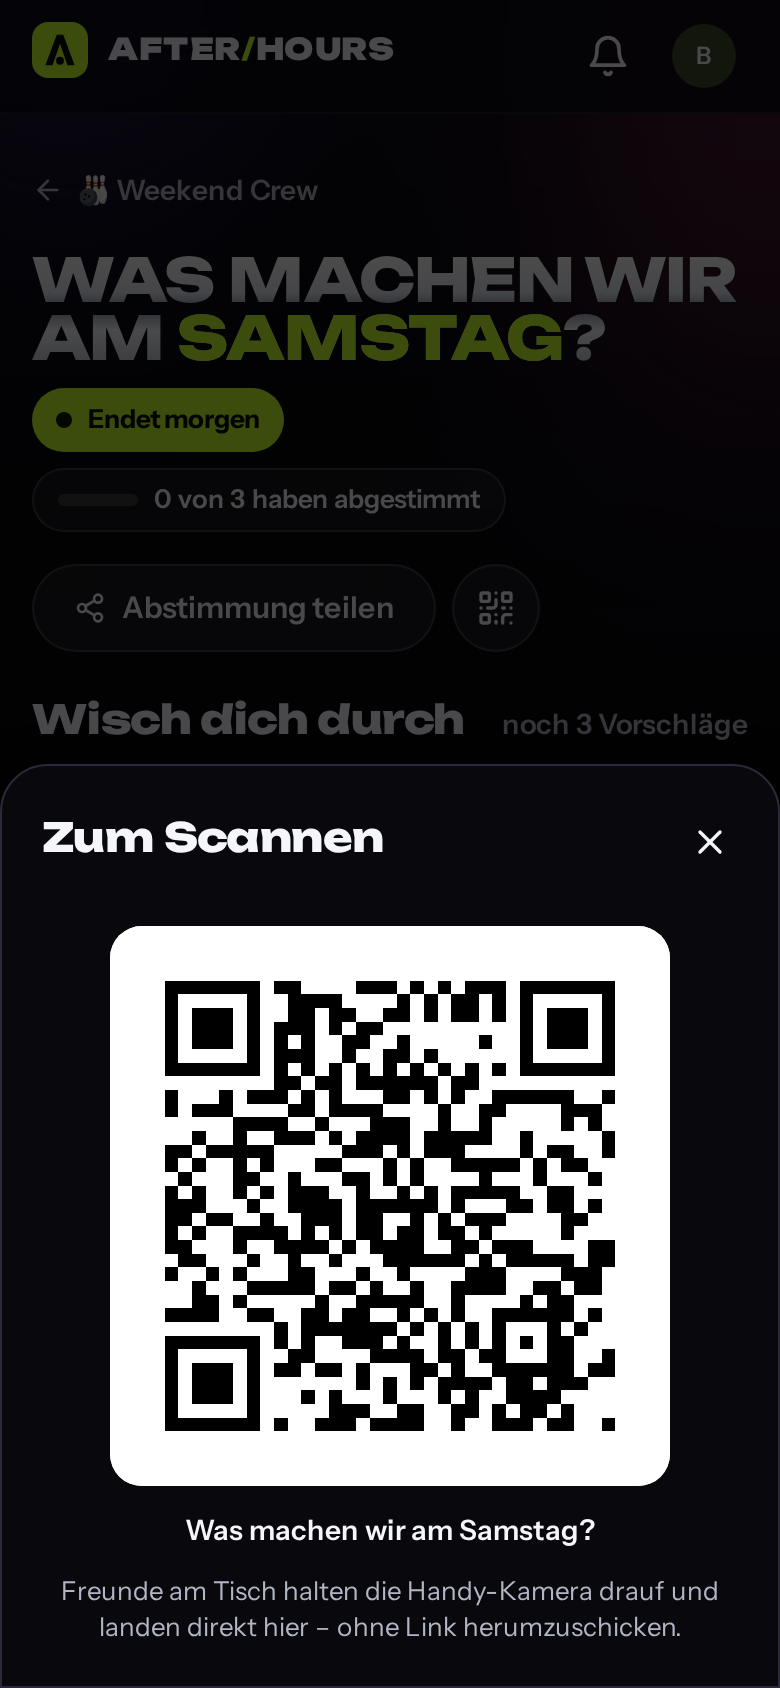 AFTER/HOURS
B
Weekend Crew
WAS MACHEN WIR
AM SAMSTAG?
Endet morgen
0 von 3 haben abgestimmt
Abstimmung teilen
Wisch dich durch
noch 3 Vorschläge
Zum Scannen
Was machen wir am Samstag?
Freunde am Tisch halten die Handy-Kamera drauf und
landen direkt hier – ohne Link herumzuschicken.